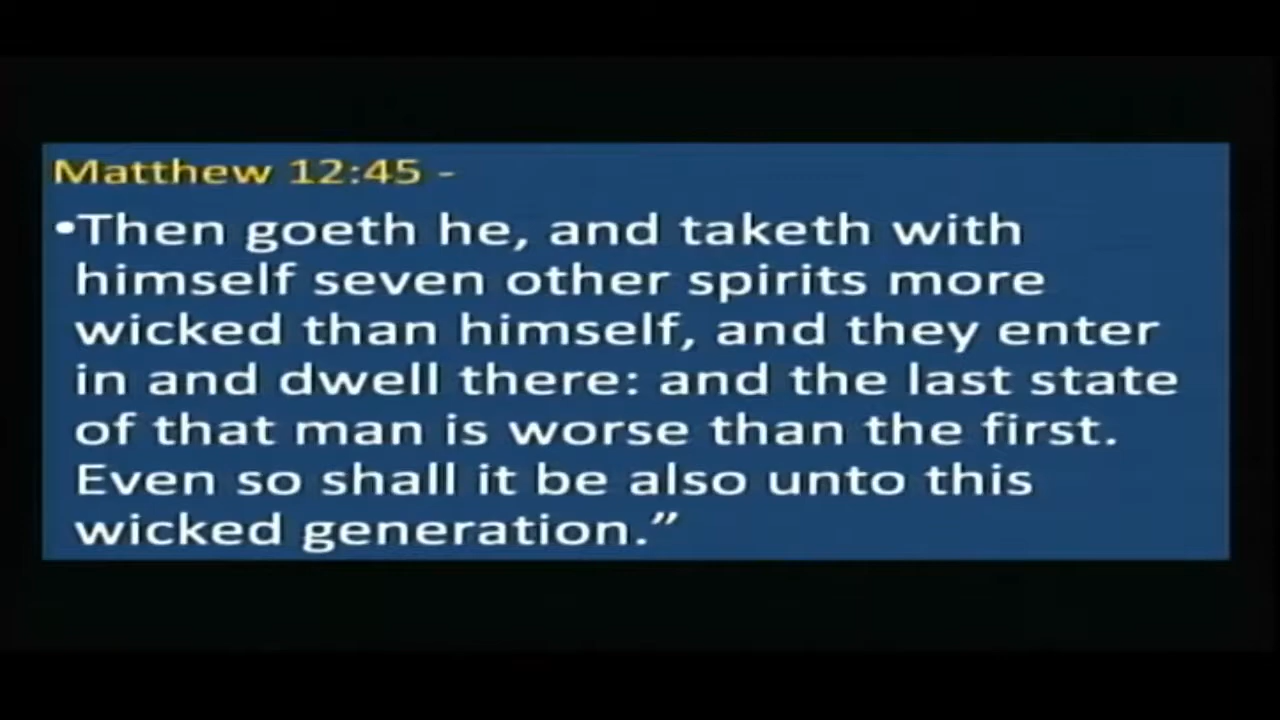 Matthew 12:45 -
•Then goeth he, and taketh with
himself seven other spirits more
wicked than himself, and they enter
in and dwell there: and the last state
of that man is worse than the first.
Even so shall it be also unto this
wicked generation.”